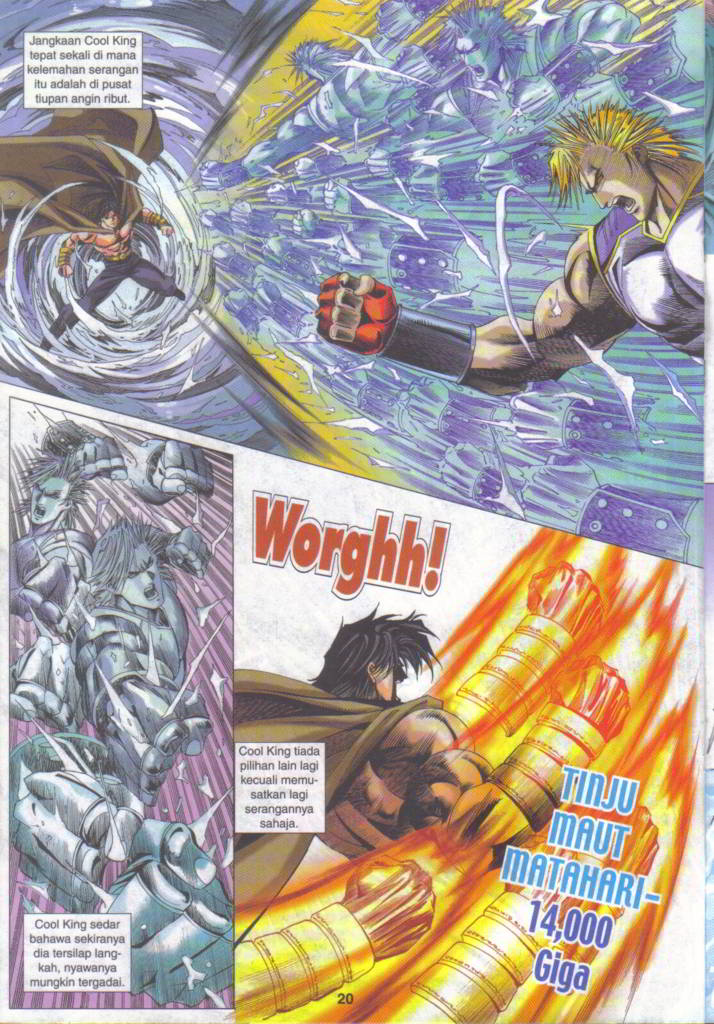 Jangkaan Cool King
tepat sekali di mana
kelemahan serangan
itu adalah di pusat
tiupan angin ribut.
Worghh!
Cool King tiada
pilihan lain lagi
kecuali memu-
satkan lagi
serangannya
sahaja.
TINJU
MAUT
MATAHARI-
14,000
Giga
Cool King sedar
bahawa sekiranya
dia tersilap lang-
kah, nyawanya
mungkin tergadai.
20